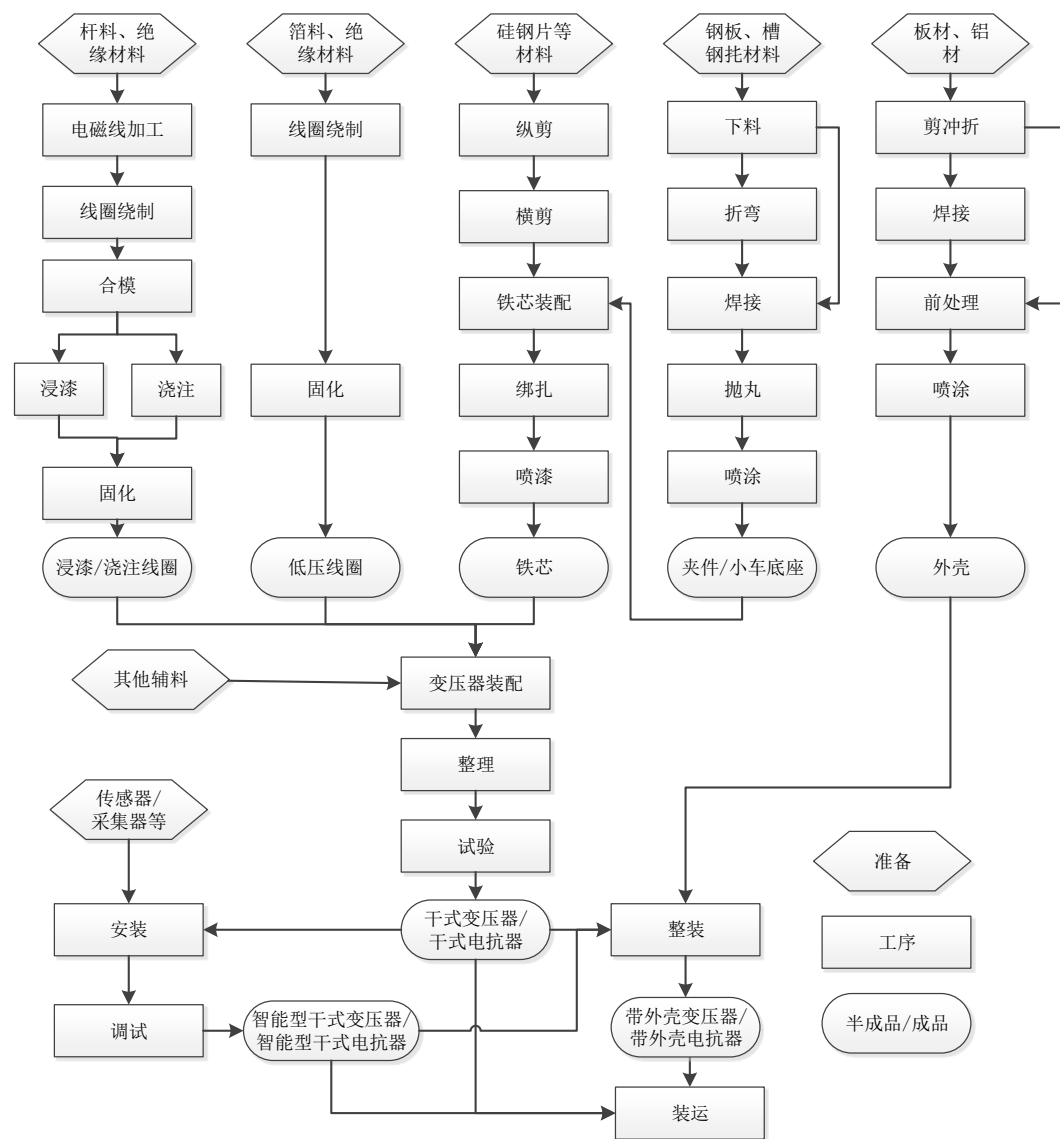 杆料、绝
缘材料
箔料、绝
缘材料
硅钢片等
材料
钢板、槽
钢扥材料
板材、铝
材
电磁线加工
线圈绕制
纵剪
下料
剪冲折
线圈绕制
横剪
折弯
焊接
合模
铁芯装配
焊接
前处理
浸漆
浇注
固化
绑扎
抛丸
喷涂
固化
喷漆
喷涂
浸漆/浇注线圈
低压线圈
铁芯
夹件/小车底座
外壳
其他辅料
变压器装配
整理
传感器/
采集器等
试验
准备
安装
干式变压器/
干式电抗器
整装
工序
调试
智能型干式变压器/
智能型干式电抗器
带外壳变压器/
带外壳电抗器
半成品/成品
装运